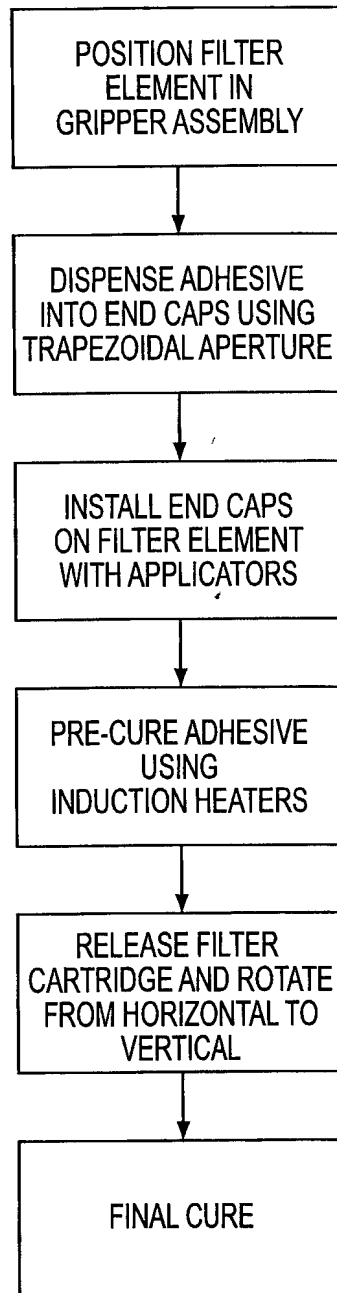 POSITION FILTER
ELEMENT IN
GRIPPER ASSEMBLY
DISPENSE ADHESIVE
INTO END CAPS USING
TRAPEZOIDAL APERTURE
INSTALL END CAPS
ON FILTER ELEMENT
WITH APPLICATORS
PRE-CURE ADHESIVE
USING
INDUCTION HEATERS
RELEASE FILTER
CARTRIDGE AND ROTATE
FROM HORIZONTAL TO
VERTICAL
FINAL CURE